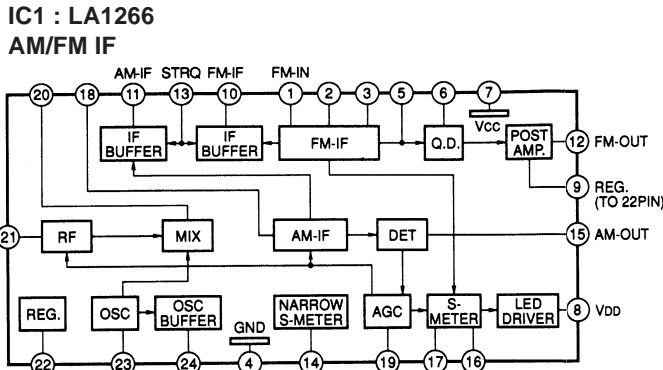 IC1 : LA1266
AM/FM IF
AM-IF STRQ FM-IF FM-IN
20 18 11 13 10 1 2 3 5 6 7
Vcc
IF BUFFER
IF BUFFER
FM-IF
Q.D.
POST AMP.
12 FM-OUT
9 REG. (TO 22PIN)
21
RF
MIX
AM-IF
DET
15 AM-OUT
REG.
OSC
OSC BUFFER
GND
NARROW S-METER
AGC
S-METER
LED DRIVER
8 VDD
22 23 24 4 14 19 17 16